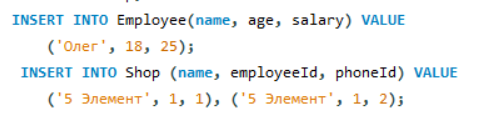 INSERT INTO Employee(name, age, salary) VALUE
('Олег', 18, 25);
INSERT INTO Shop (name, employeeId, phoneId) VALUE
('5 Элемент', 1, 1), ('5 Элемент', 1, 2);